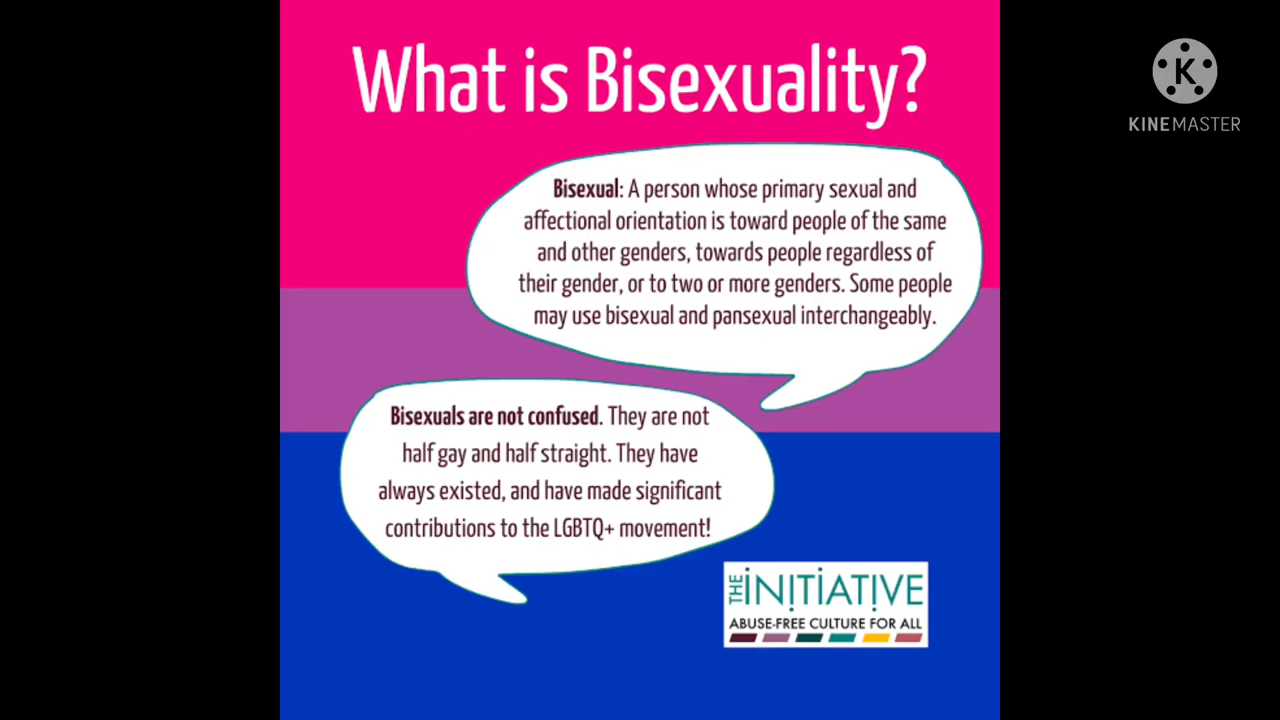 What is Bisexuality?
K
KINEMASTER
Bisexual: A person whose primary sexual and
affectional orientation is toward people of the same
and other genders, towards people regardless of
their gender, or to two or more genders. Some people
may use bisexual and pansexual interchangeably.
Bisexuals are not confused. They are not
half gay and half straight. They have
always existed, and have made significant
contributions to the LGBTQ+ movement!
THE INITIATIVE
ABUSE-FREE CULTURE FOR ALL